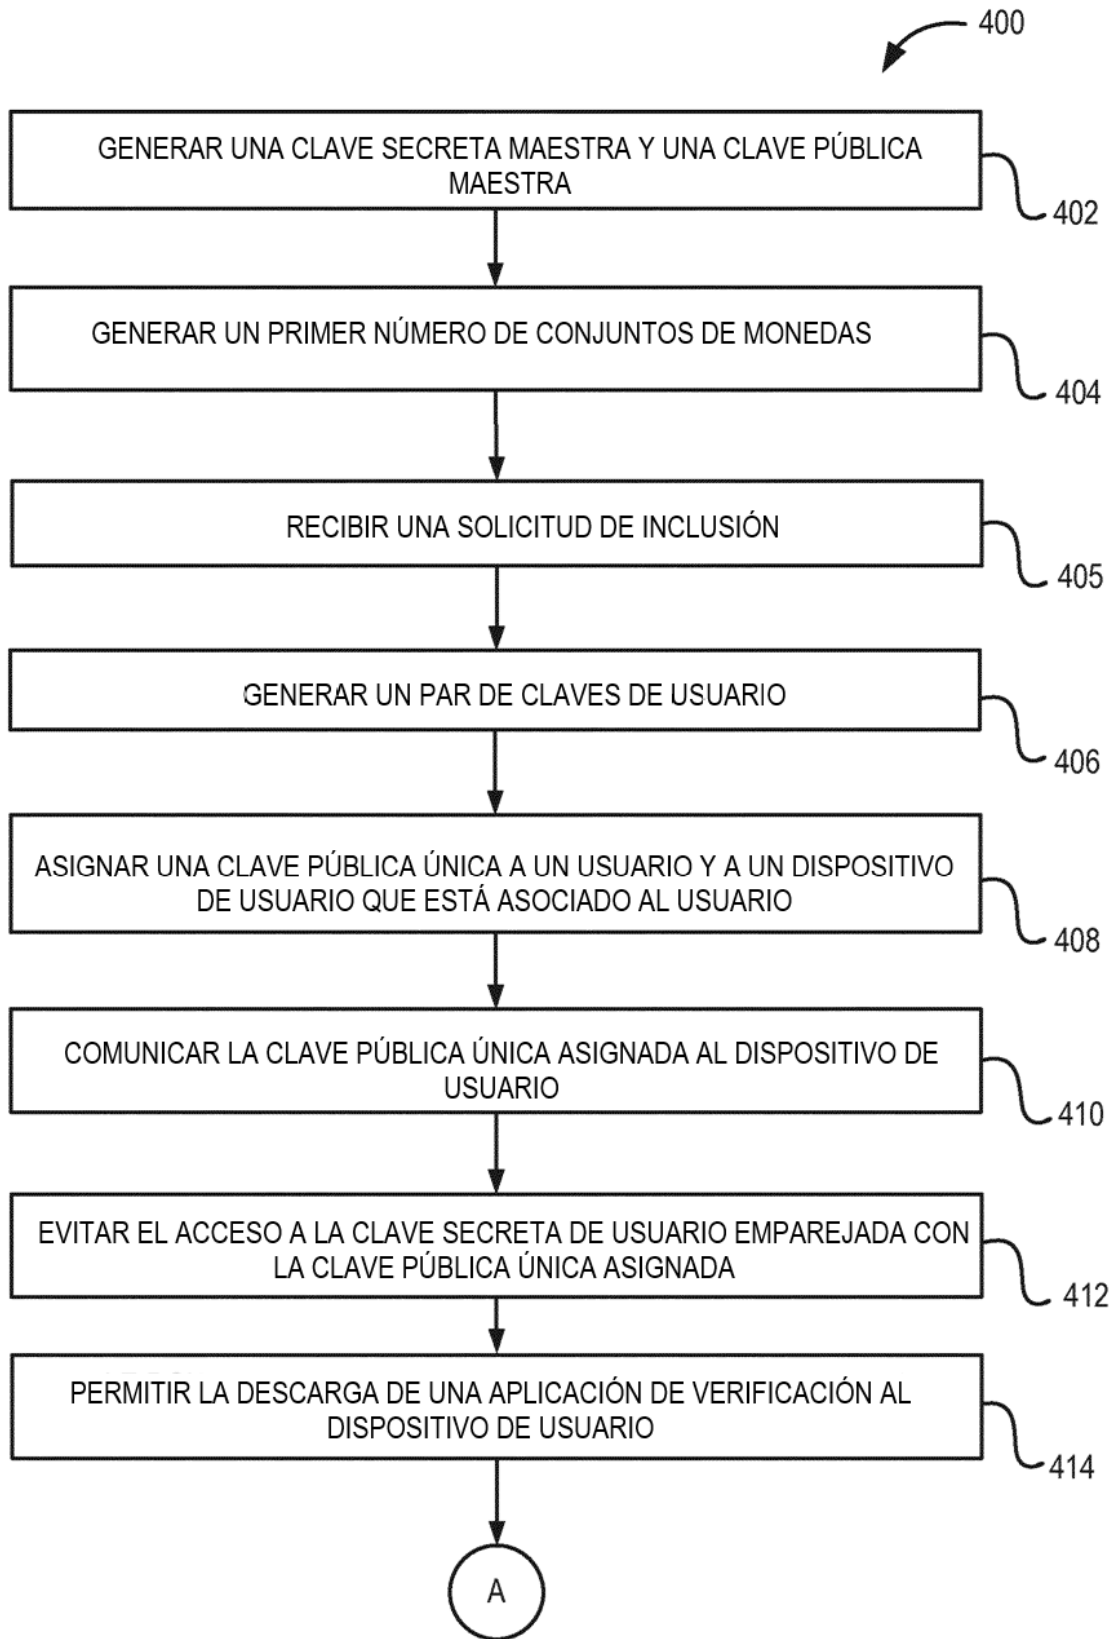 400
GENERAR UNA CLAVE SECRETA MAESTRA Y UNA CLAVE PÚBLICA
MAESTRA
402
GENERAR UN PRIMER NÚMERO DE CONJUNTOS DE MONEDAS
404
RECIBIR UNA SOLICITUD DE INCLUSIÓN
405
GENERAR UN PAR DE CLAVES DE USUARIO
406
ASIGNAR UNA CLAVE PÚBLICA ÚNICA A UN USUARIO Y A UN DISPOSITIVO
DE USUARIO QUE ESTÁ ASOCIADO AL USUARIO
408
COMUNICAR LA CLAVE PÚBLICA ÚNICA ASIGNADA AL DISPOSITIVO DE
USUARIO
410
EVITAR EL ACCESO A LA CLAVE SECRETA DE USUARIO EMPAREJADA CON
LA CLAVE PÚBLICA ÚNICA ASIGNADA
412
PERMITIR LA DESCARGA DE UNA APLICACIÓN DE VERIFICACIÓN AL
DISPOSITIVO DE USUARIO
414
A